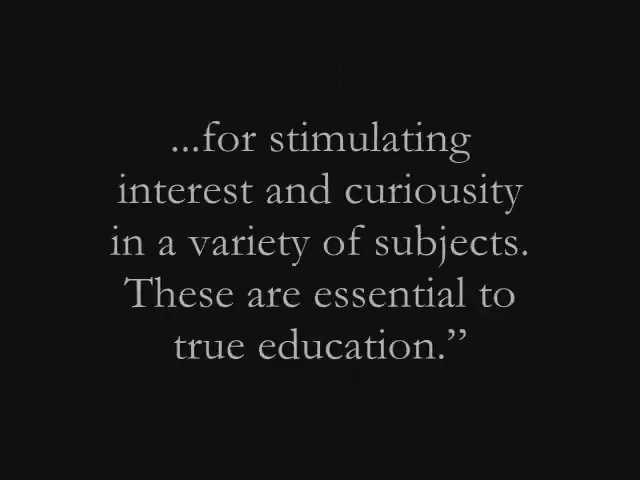 ...for stimulating
interest and curiousity
in a variety of subjects.
These are essential to
true education.”